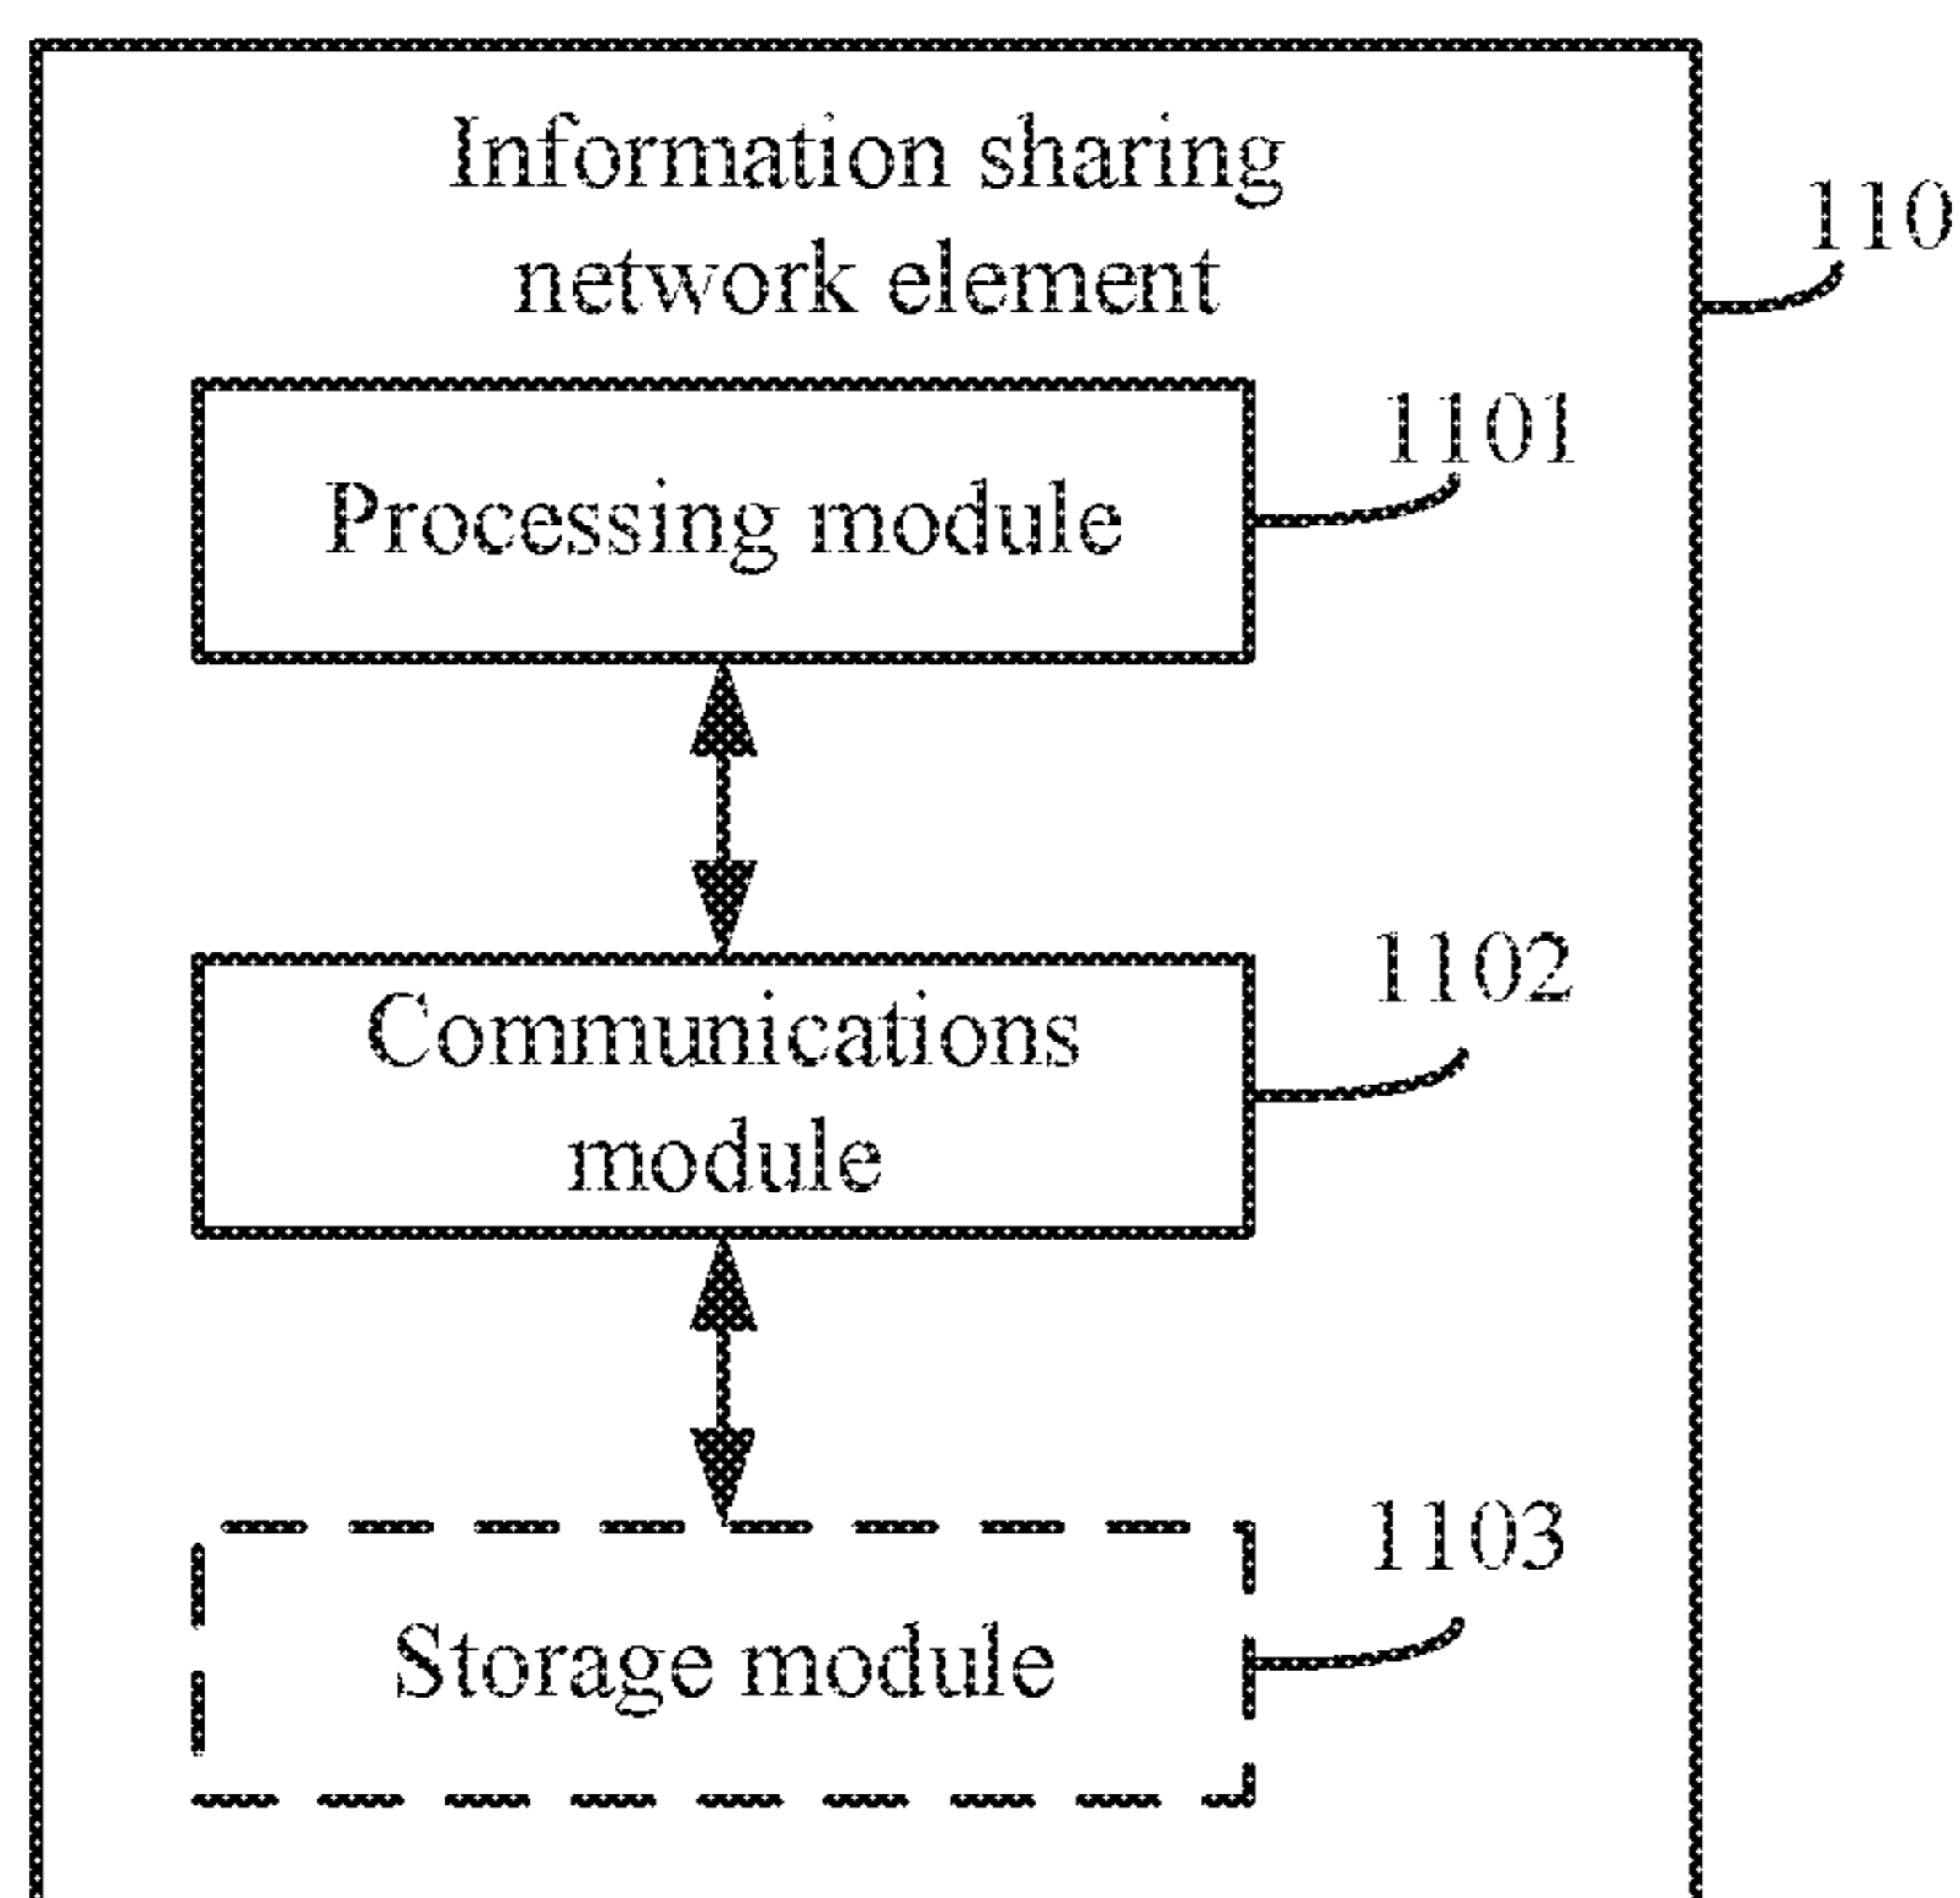 Information sharing
network element
110
1101
Processing module
1102
Communications
module
1103
Storage module